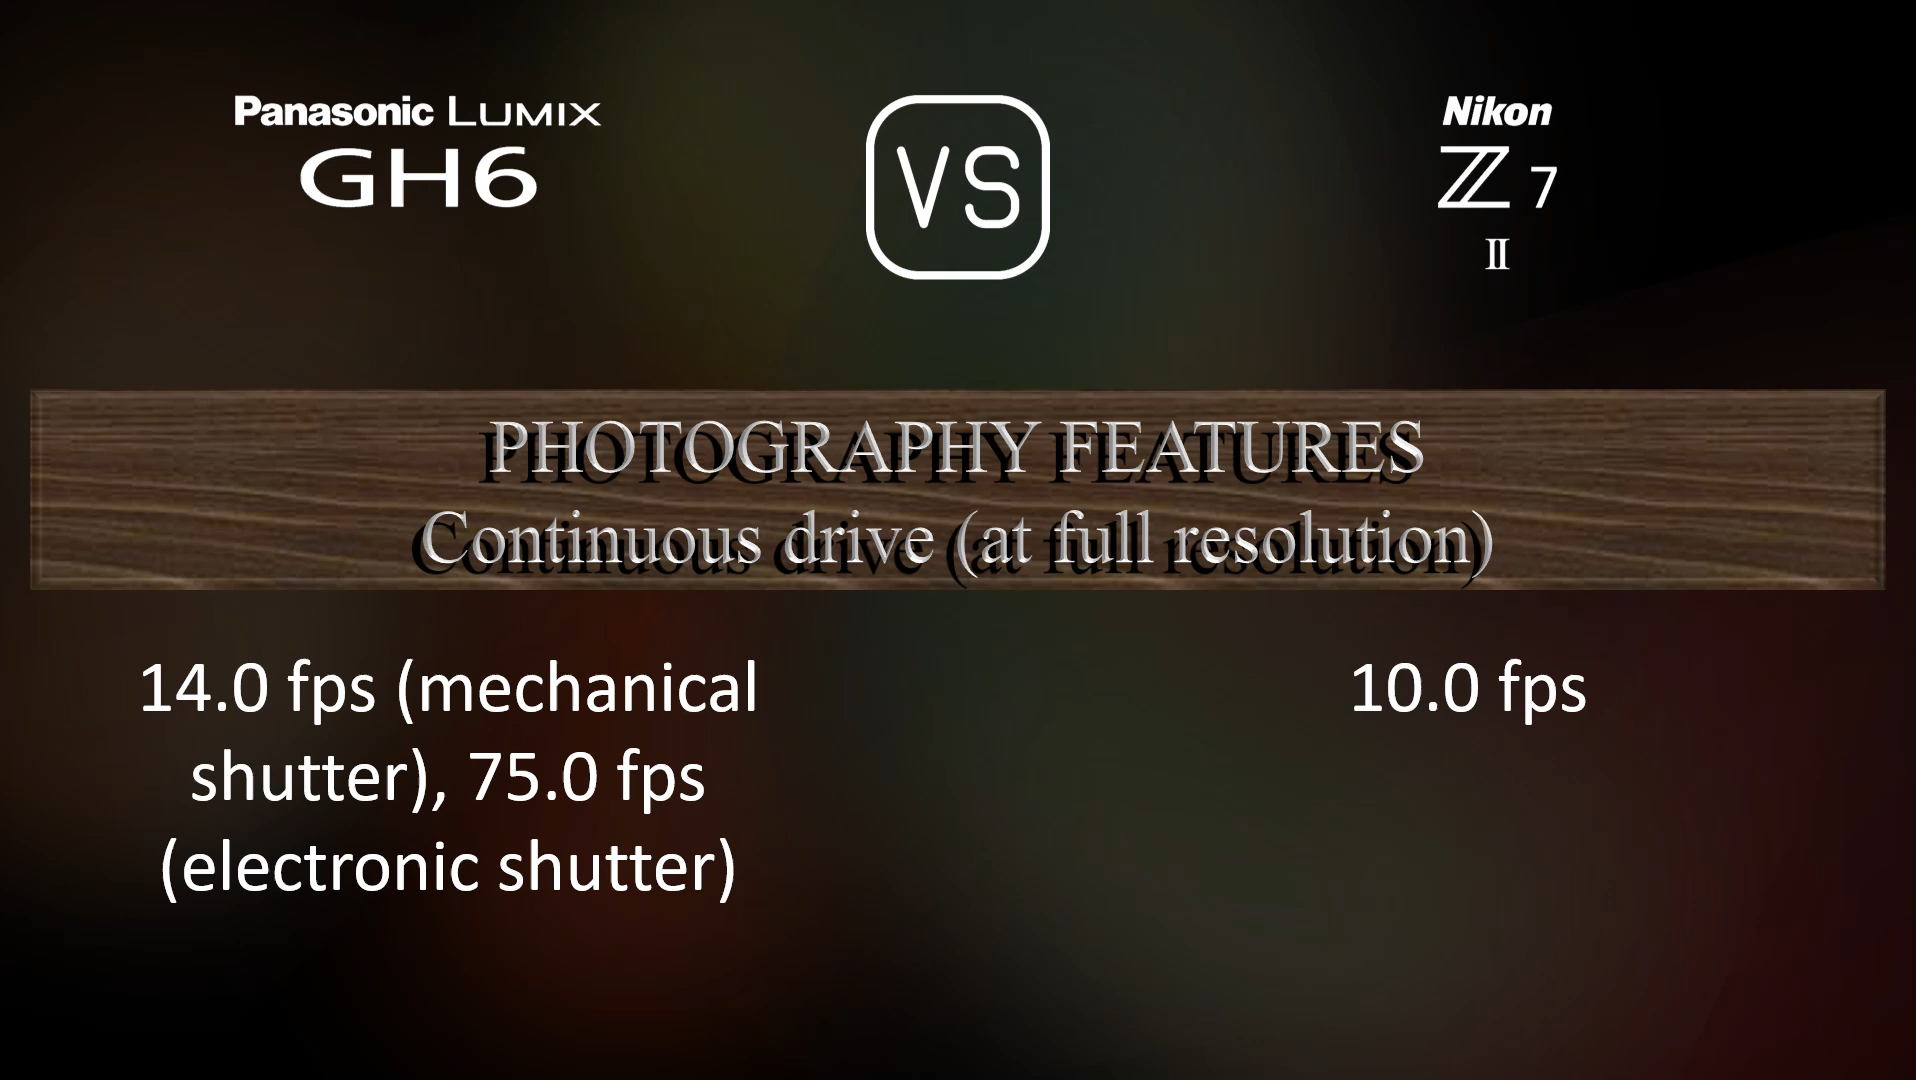 Panasonic LUMIX
GH6
VS
Nikon
Z 7
II
PHOTOGRAPHY FEATURES
Continuous drive (at full resolution)
14.0 fps (mechanical
shutter), 75.0 fps
(electronic shutter)
10.0 fps